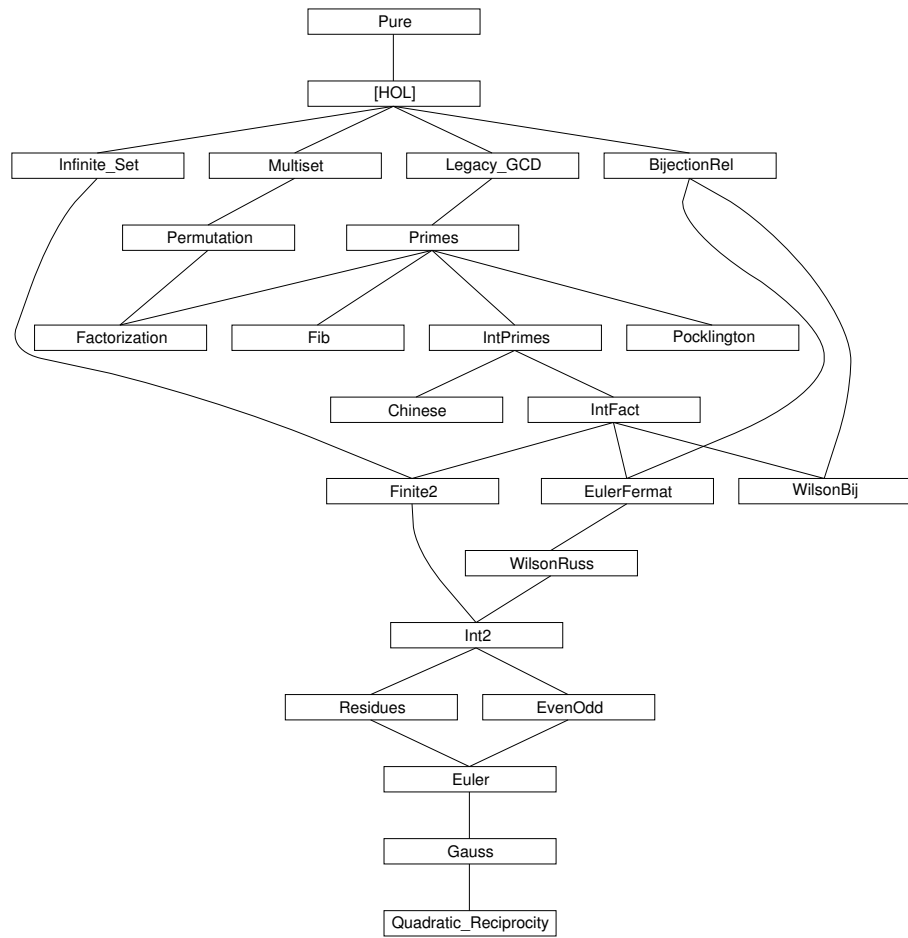 Pure
[HOL]
Infinite_Set
Multiset
Legacy_GCD
BijectionRel
Permutation
Primes
Factorization
Fib
IntPrimes
Pocklington
Chinese
IntFact
Finite2
EulerFermat
WilsonBij
WilsonRuss
Int2
Residues
EvenOdd
Euler
Gauss
Quadratic_Reciprocity